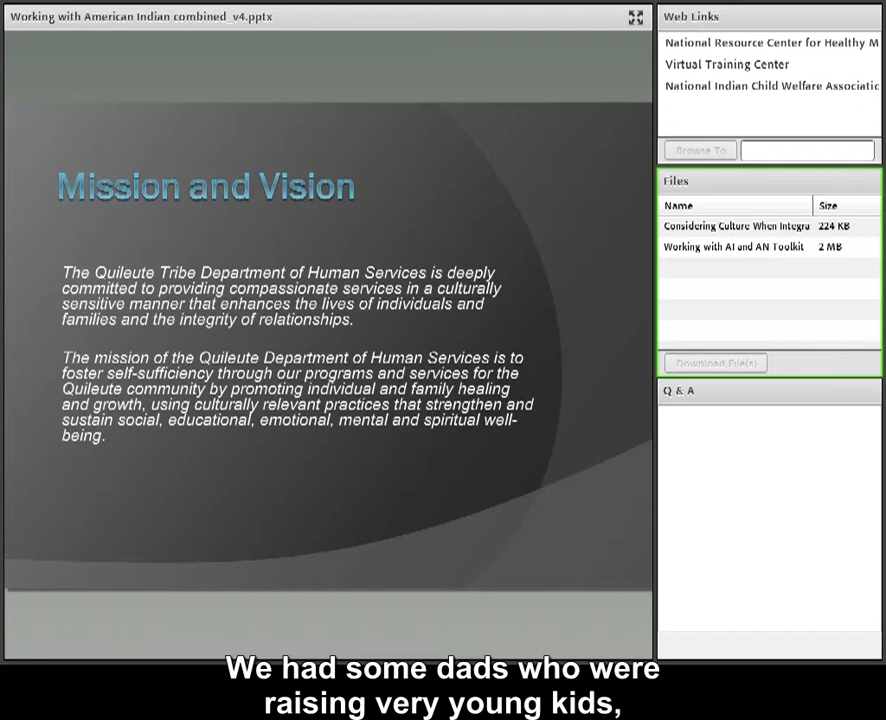 Working with American Indian combined_v4.pptx
Mission and Vision
The Quileute Tribe Department of Human Services is deeply
committed to providing compassionate services in a culturally
sensitive manner that enhances the lives of individuals and
families and the integrity of relationships.
The mission of the Quileute Department of Human Services is to
foster self-sufficiency through our programs and services for the
Quileute community by promoting individual and family healing
and growth, using culturally relevant practices that strengthen and
sustain social, educational, emotional, mental and spiritual well-
being.
Web Links
National Resource Center for Healthy M
Virtual Training Center
National Indian Child Welfare Associatic
Browse To
Files
Name Size
Considering Culture When Integra 224 KB
Working with AI and AN Toolkit 2 MB
Download File(s)
Q & A
We had some dads who were
raising very young kids,